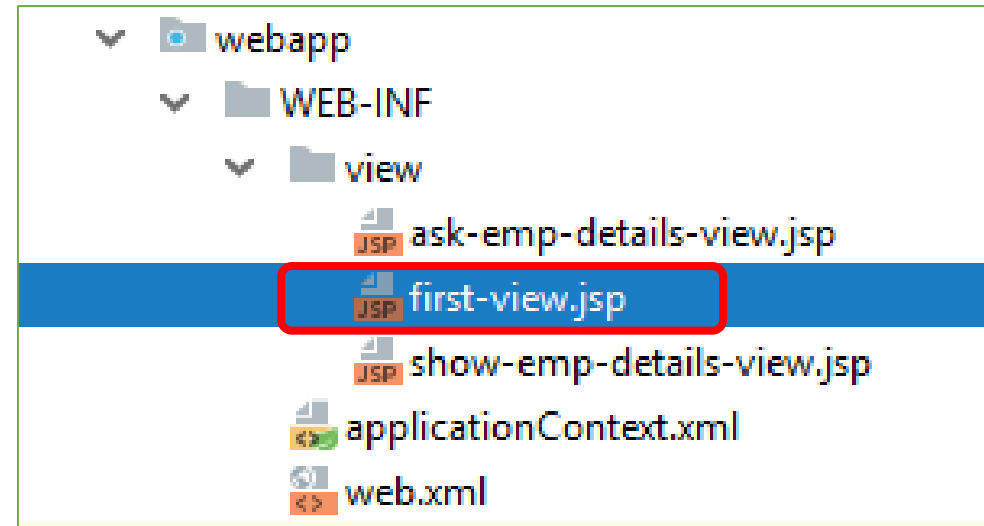 webapp
WEB-INF
view
JSP ask-emp-details-view.jsp
JSP first-view.jsp
JSP show-emp-details-view.jsp
applicationContext.xml
web.xml